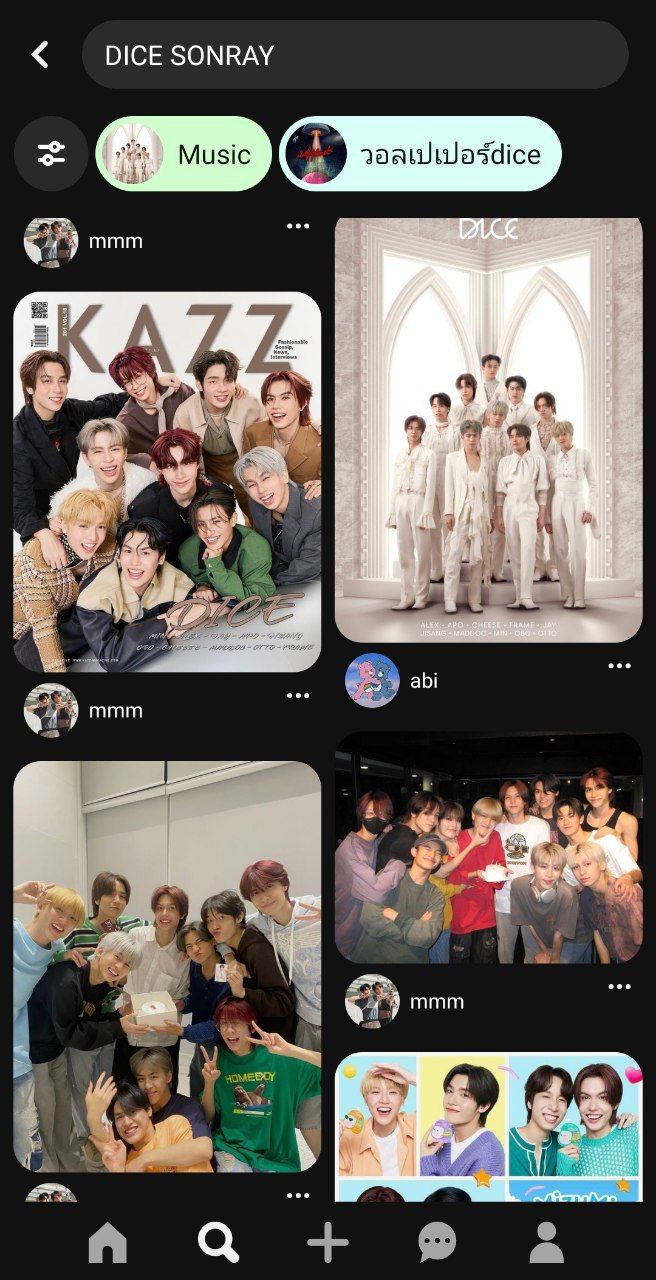 DICE SONRAY
Music
วอลเปเปอร์dice
mmm
KAZZ
Fashionable
Gossip,
News,
Interviews
DICE
MIN • ALEX • JAY • APO • JISANG
OBO • CHEESE • MADDOC • OTTO • FRAME
mmm
DICE
ALEX • APO • CHEESE • FRAME • JAY
JISANG • MADDOC • MIN • OBO • OTTO
abi
HOMEBOY
mmm
MiZUMi